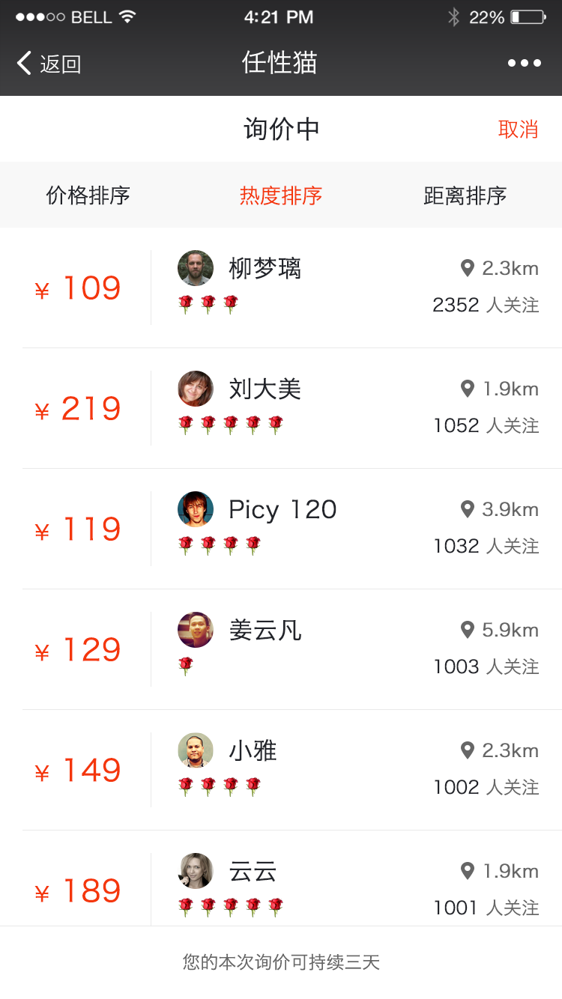 BELL 4:21 PM 22%
返回 任性猫
询价中 取消
价格排序 热度排序 距离排序
¥ 109 柳梦璃 2.3km
2352 人关注
¥ 219 刘大美 1.9km
1052 人关注
¥ 119 Picy 120 3.9km
1032 人关注
¥ 129 姜云凡 5.9km
1003 人关注
¥ 149 小雅 2.3km
1002 人关注
¥ 189 云云 1.9km
1001 人关注
您的本次询价可持续三天